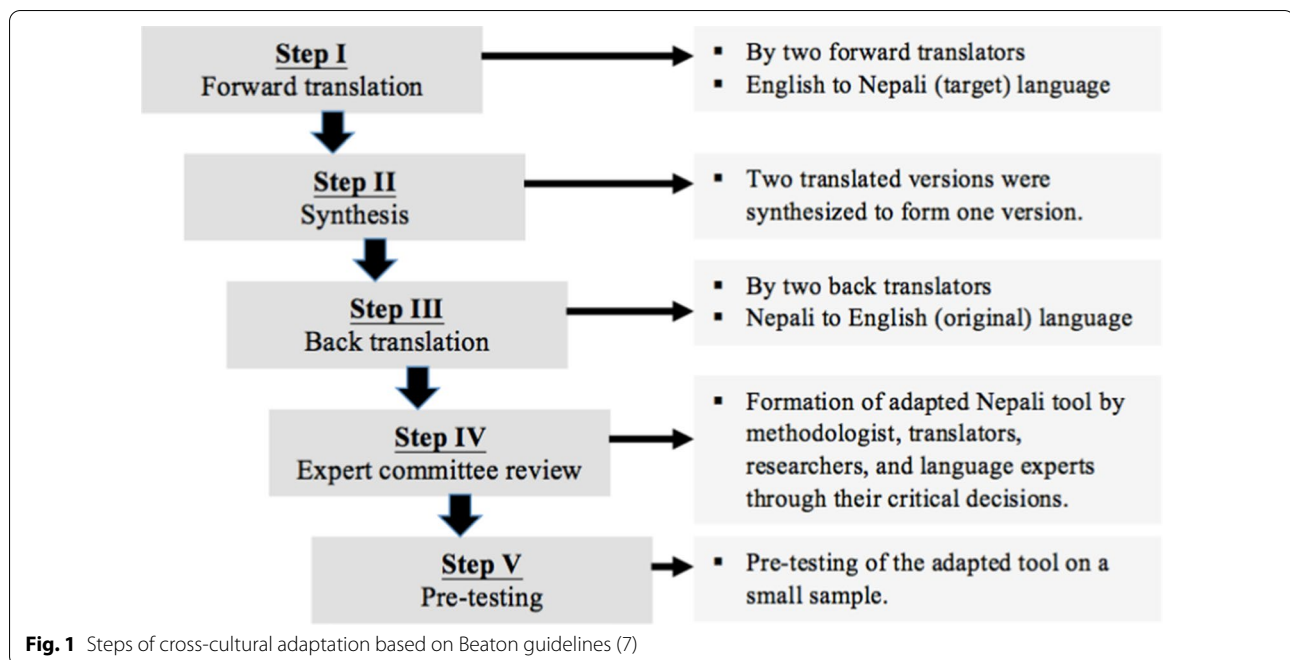 Step I
Forward translation
▪ By two forward translators
▪ English to Nepali (target) language
Step II
Synthesis
▪ Two translated versions were
synthesized to form one version.
Step III
Back translation
▪ By two back translators
▪ Nepali to English (original) language
Step IV
Expert committee review
▪ Formation of adapted Nepali tool by
methodologist, translators,
researchers, and language experts
through their critical decisions.
Step V
Pre-testing
▪ Pre-testing of the adapted tool on a
small sample.
Fig. 1 Steps of cross-cultural adaptation based on Beaton guidelines (7)